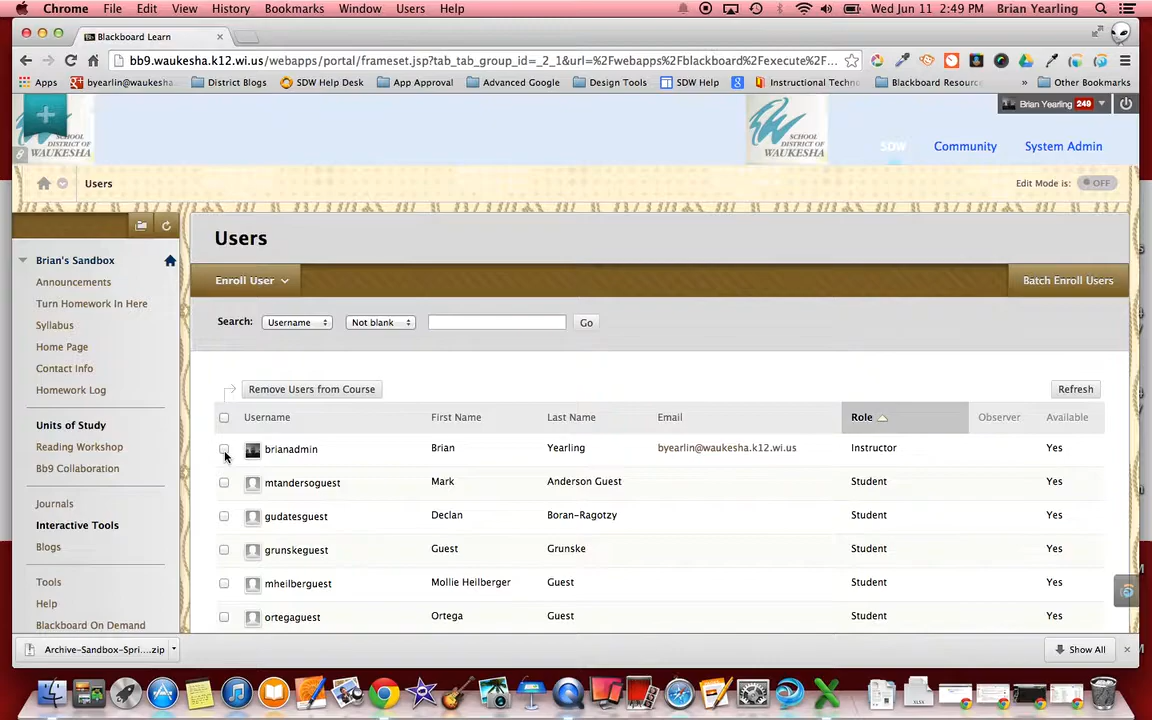 Chrome File Edit View History Bookmarks Window Users Help Wed Jun 11 2:49 PM Brian Yearling
Blackboard Learn
bb9.waukesha.k12.wi.us/webapps/portal/frameset.jsp?tab_tab_group_id=_2_1&url=%2Fwebapps%2Fblackboard%2Fexecute%2F...
Apps byearlin@waukesha... District Blogs SDW Help Desk App Approval Advanced Google Design Tools SDW Help Instructional Techno Blackboard Resourc » Other Bookmarks
Brian Yearling 249
SCHOOL DISTRICT OF WAUKESHA
SCHOOL DISTRICT OF WAUKESHA
SDW Community System Admin
Users Edit Mode is: OFF
Users
Enroll User Batch Enroll Users
Search: Username Not blank Go
Remove Users from Course Refresh
Username First Name Last Name Email Role Observer Available
brianadmin Brian Yearling byearlin@waukesha.k12.wi.us Instructor Yes
mtandersoguest Mark Anderson Guest Student Yes
gudatesguest Declan Boran-Ragotzy Student Yes
grunskeguest Guest Grunske Student Yes
mheilberguest Mollie Heilberger Guest Student Yes
ortegaguest Ortega Guest Student Yes
Brian's Sandbox
Announcements
Turn Homework In Here
Syllabus
Home Page
Contact Info
Homework Log
Units of Study
Reading Workshop
Bb9 Collaboration
Journals
Interactive Tools
Blogs
Tools
Help
Blackboard On Demand
Archive-Sandbox-Spri....zip Show All